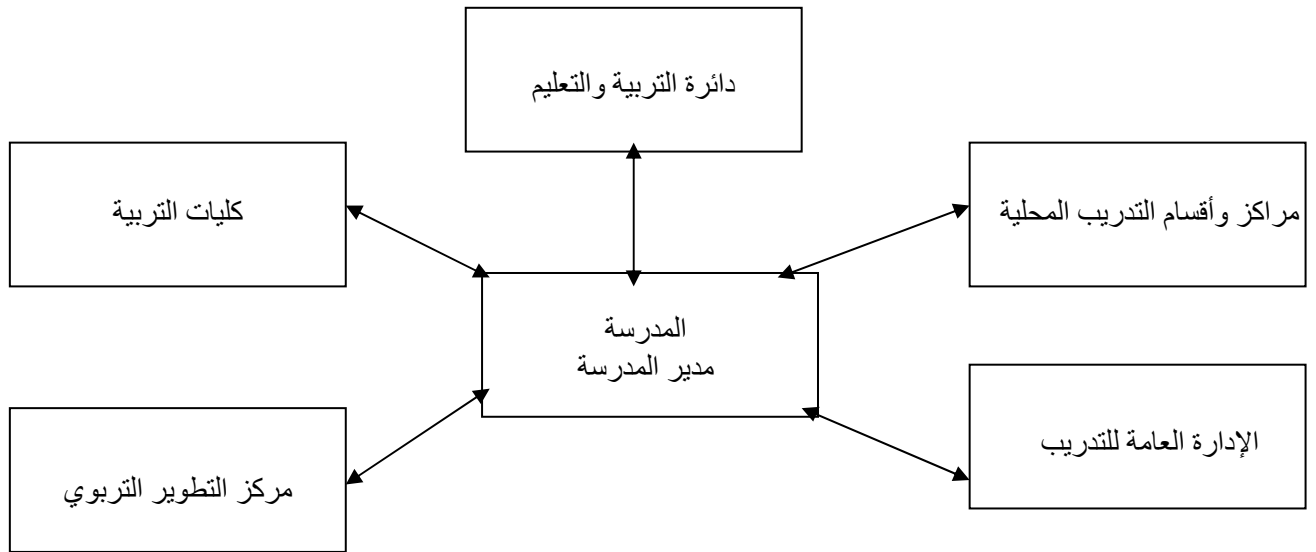 دائرة التربية والتعليم
مراكز وأقسام التدريب المحلية
كليات التربية
المدرسة
مدير المدرسة
الإدارة العامة للتدريب
مركز التطوير التربوي